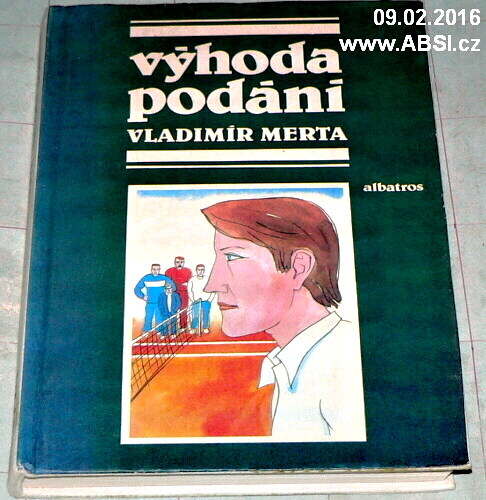 09.02.2016
www.ABSI.cz
výhoda
podání
VLADIMÍR MERTA
albatros